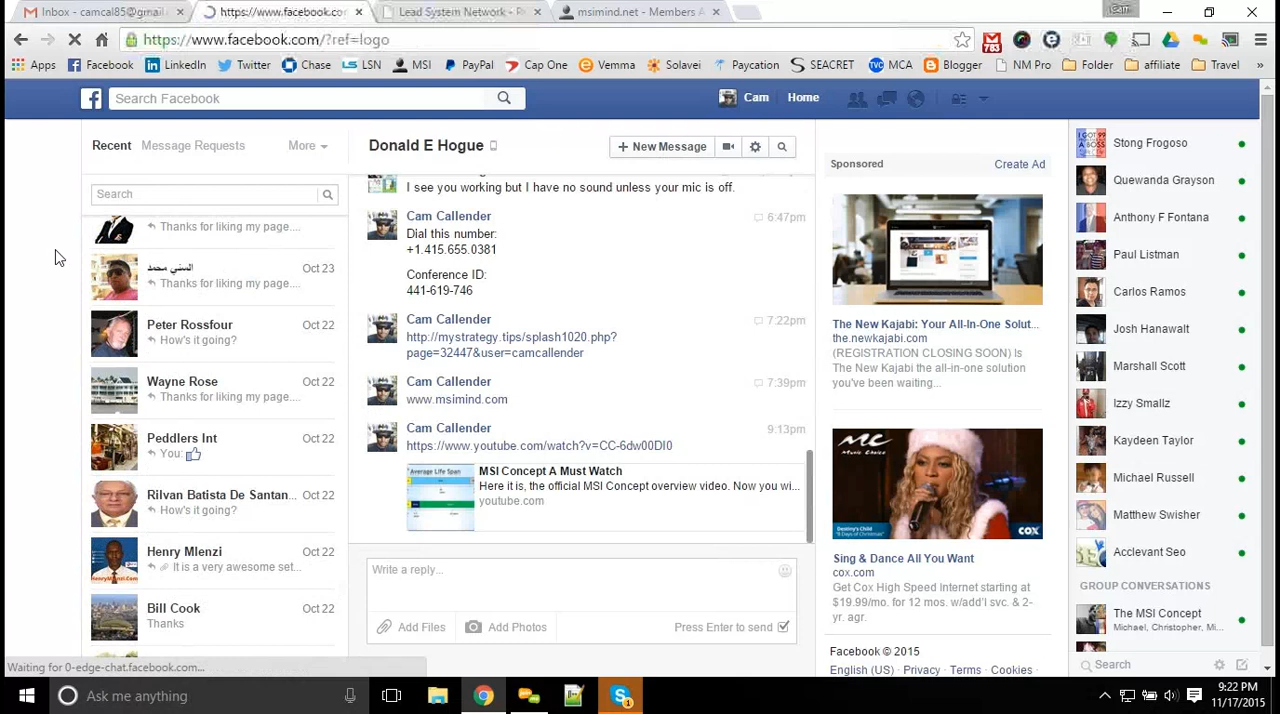 Inbox - camcal85@gmail
https://www.facebook.com
Lead System Network - R
msimind.net - Members A
Cam
https://www.facebook.com/?ref=logo
763
Apps
Facebook
LinkedIn
Twitter
Chase
LSN
MSI
PayPal
Cap One
Vemma
Solavei
Paycation
SEACRET
MCA
Blogger
NM Pro
Folder
affiliate
Travel
»
Search Facebook
Cam
Home
Recent
Message Requests
More
Search
Thanks for liking my page...
السني محمد
Oct 23
Thanks for liking my page...
Peter Rossfour
Oct 22
How's it going?
Wayne Rose
Oct 22
Thanks for liking my page...
Peddlers Int
Oct 22
You:
Rilvan Batista De Santan...
Oct 22
How's it going?
Henry Mlenzi
Oct 22
It is a very awesome set...
Bill Cook
Oct 22
Thanks
Waiting for 0-edge-chat.facebook.com...
Donald E Hogue
+ New Message
I see you working but I have no sound unless your mic is off.
Cam Callender
6:47pm
Dial this number:
+1.415.655.0381
Conference ID:
441-619-746
Cam Callender
7:22pm
http://mystrategy.tips/splash1020.php?
page=32447&user=camcallender
Cam Callender
7:39pm
www.msimind.com
Cam Callender
9:13pm
https://www.youtube.com/watch?v=CC-6dw00DI0
Average Life Span
MSI Concept A Must Watch
Here it is, the official MSI Concept overview video. Now you wi...
youtube.com
Write a reply...
Add Files
Add Photos
Press Enter to send
Sponsored
Create Ad
The New Kajabi: Your All-In-One Solut...
the.newkajabi.com
(REGISTRATION CLOSING SOON) Is
The New Kajabi the all-in-one solution
you've been waiting...
MC
Music Choice
Destiny's Child
COX
Sing & Dance All You Want
cox.com
Get Cox High Speed Internet starting at
$19.99/mo. for 12 mos. w/add'l svc. & 2-
yr. agr.
Facebook © 2015
English (US) · Privacy · Terms · Cookies ·
Stong Frogoso
Quewanda Grayson
Anthony F Fontana
Paul Listman
Carlos Ramos
Josh Hanawalt
Marshall Scott
Izzy Smallz
Kaydeen Taylor
Michael Russell
Matthew Swisher
Acclevant Seo
GROUP CONVERSATIONS
The MSI Concept
Michael, Christopher, Mi...
Search
Ask me anything
1
9:22 PM
11/17/2015